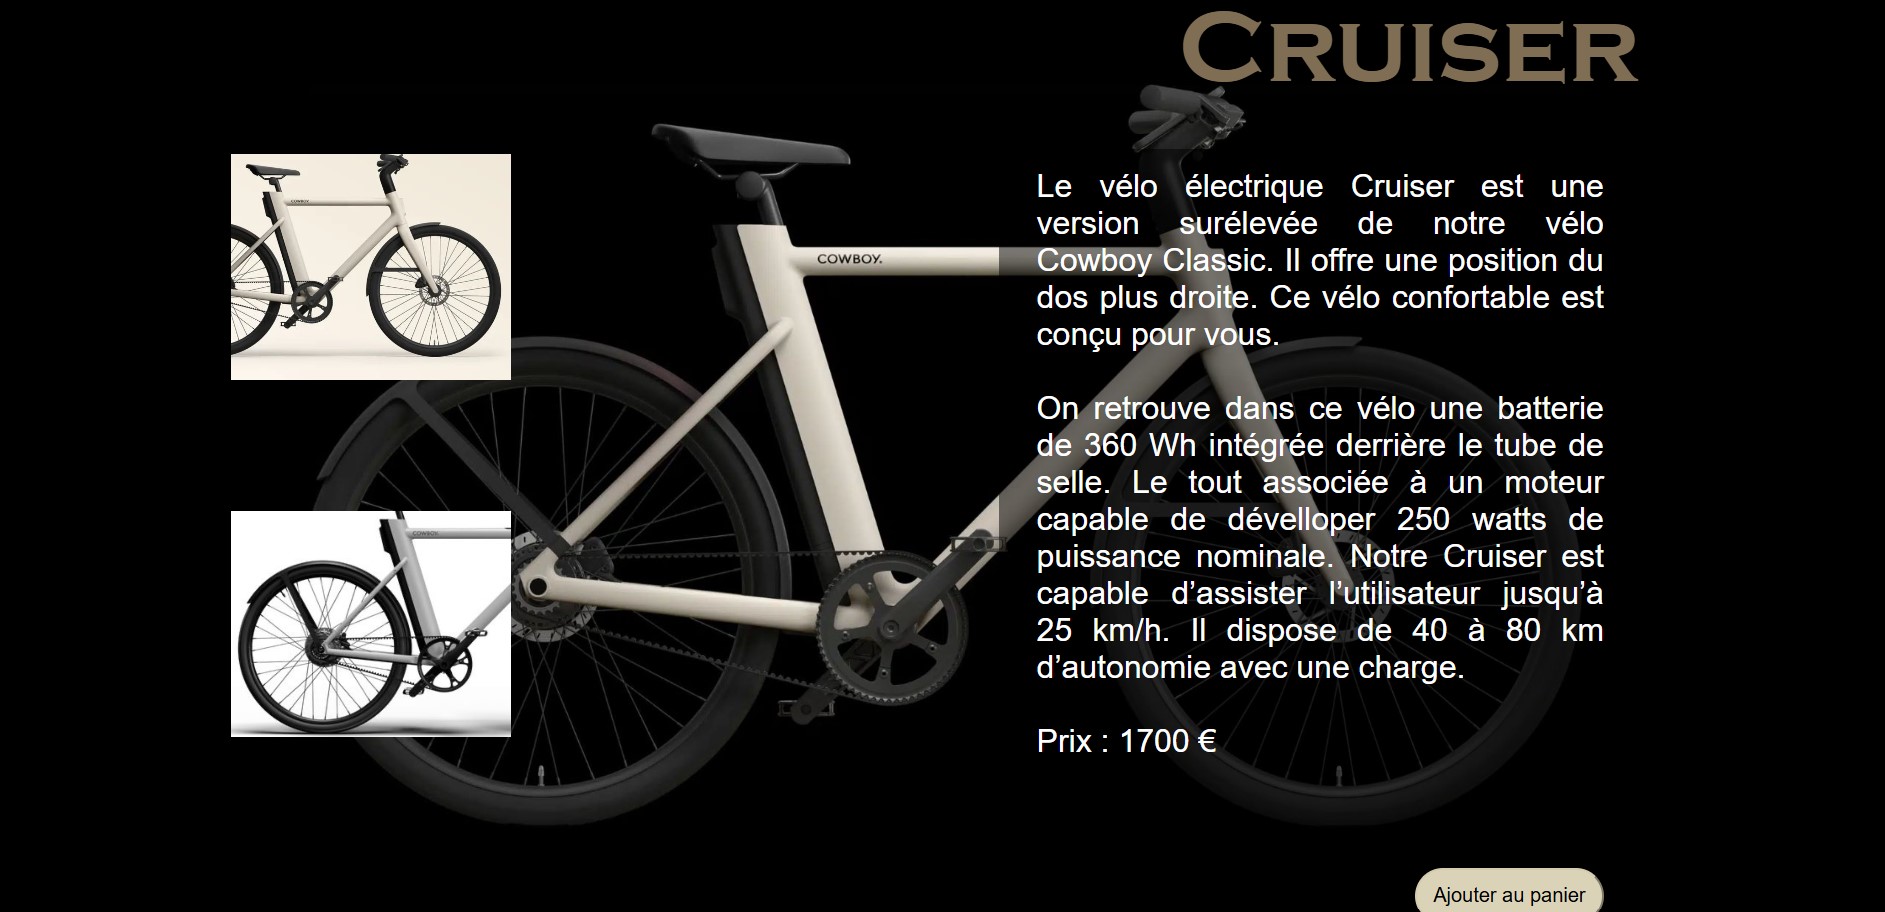 Cruiser
COWBOY.
COWBOY
COWBOY
Le vélo électrique Cruiser est une
version surélevée de notre vélo
Cowboy Classic. Il offre une position du
dos plus droite. Ce vélo confortable est
conçu pour vous.
On retrouve dans ce vélo une batterie
de 360 Wh intégrée derrière le tube de
selle. Le tout associée à un moteur
capable de dévelloper 250 watts de
puissance nominale. Notre Cruiser est
capable d’assister l’utilisateur jusqu’à
25 km/h. Il dispose de 40 à 80 km
d’autonomie avec une charge.
Prix : 1700 €
Ajouter au panier